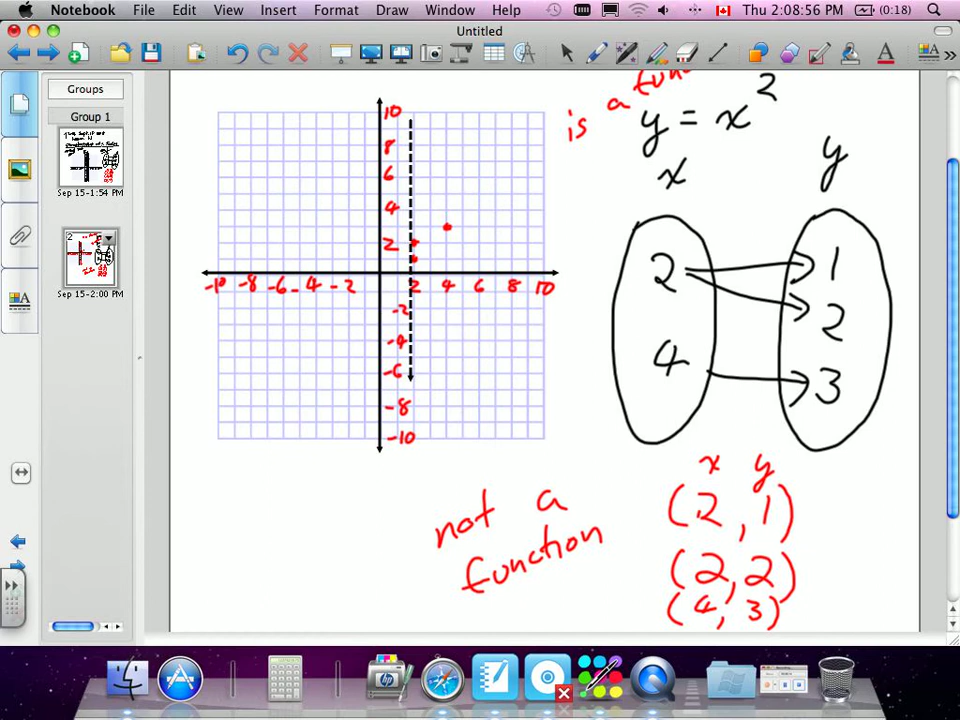 Notebook File Edit View Insert Format Draw Window Help Thu 2:08:56 PM (0:18)
Untitled
Groups
Group 1
Sep 15-1:54 PM
2
Sep 15-2:00 PM
is a
y = x²
x y
10
8
6
4
2
-10 -8 -6 -4 -2 2 4 6 8 10
-2
-4
-6
-8
-10
2 1
2
4 3
x y
(2, 1)
(2, 2)
(4, 3)
not a
function